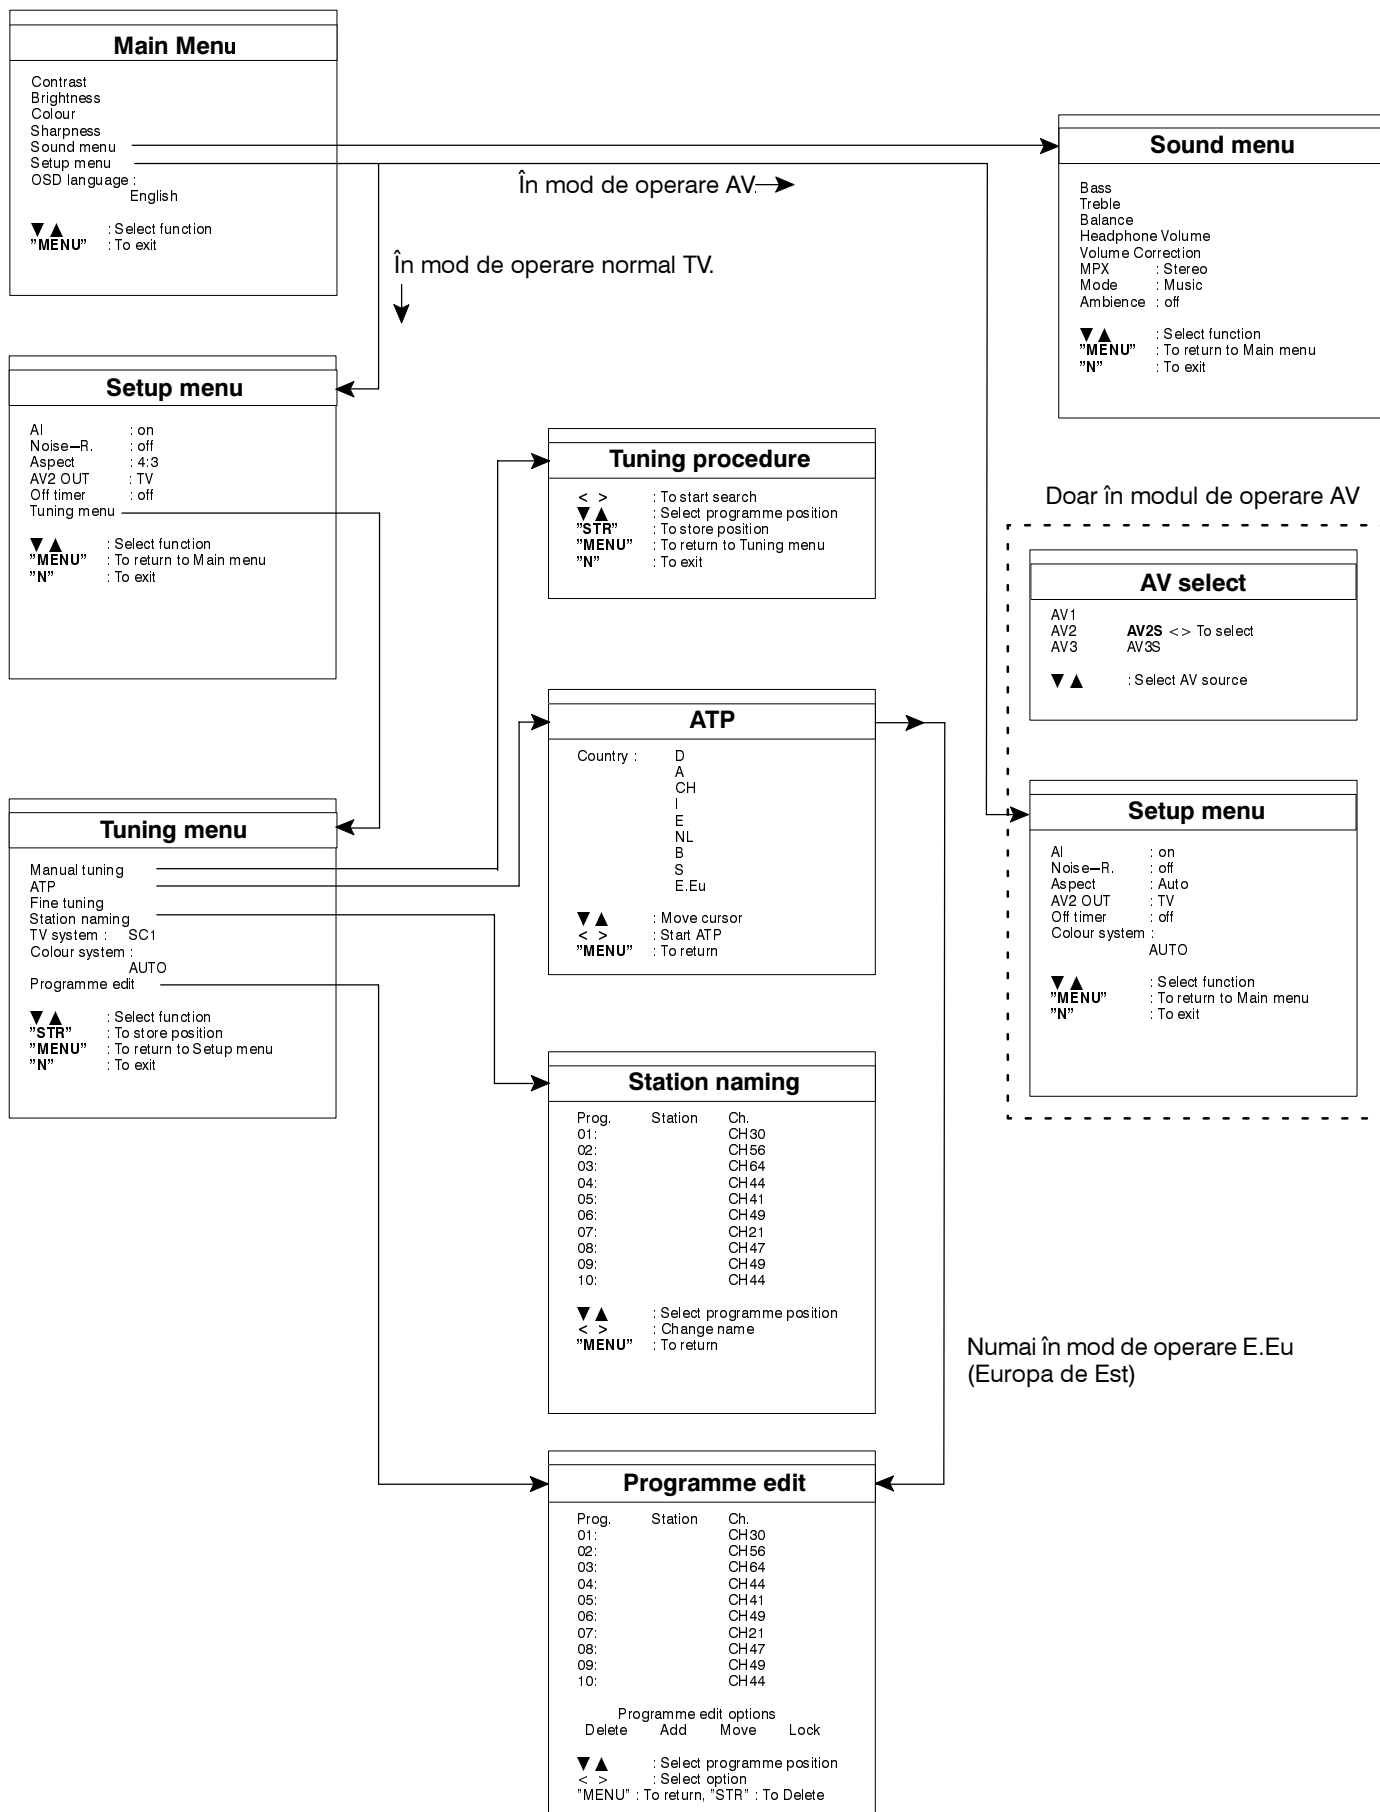 Main Menu
Contrast
Brightness
Colour
Sharpness
Sound menu
Setup menu
OSD language :
English
▼ ▲ : Select function
"MENU" : To exit
În mod de operare AV.
În mod de operare normal TV.
Sound menu
Bass
Treble
Balance
Headphone Volume
Volume Correction
MPX : Stereo
Mode : Music
Ambience : off
▼ ▲ : Select function
"MENU" : To return to Main menu
"N" : To exit
Setup menu
AI : on
Noise–R. : off
Aspect : 4:3
AV2 OUT : TV
Off timer : off
Tuning menu
▼ ▲ : Select function
"MENU" : To return to Main menu
"N" : To exit
Tuning procedure
< > : To start search
▼ ▲ : Select programme position
"STR" : To store position
"MENU" : To return to Tuning menu
"N" : To exit
Doar în modul de operare AV
AV select
AV1
AV2 AV2S < > To select
AV3 AV3S
▼ ▲ : Select AV source
ATP
Country : D
A
CH
I
E
NL
B
S
E.Eu
▼ ▲ : Move cursor
< > : Start ATP
"MENU" : To return
Setup menu
AI : on
Noise–R. : off
Aspect : Auto
AV2 OUT : TV
Off timer : off
Colour system :
AUTO
▼ ▲ : Select function
"MENU" : To return to Main menu
"N" : To exit
Tuning menu
Manual tuning
ATP
Fine tuning
Station naming
TV system : SC1
Colour system :
AUTO
Programme edit
▼ ▲ : Select function
"STR" : To store position
"MENU" : To return to Setup menu
"N" : To exit
Station naming
Prog. Station Ch.
01: CH30
02: CH56
03: CH64
04: CH44
05: CH41
06: CH49
07: CH21
08: CH47
09: CH49
10: CH44
▼ ▲ : Select programme position
< > : Change name
"MENU" : To return
Numai în mod de operare E.Eu
(Europa de Est)
Programme edit
Prog. Station Ch.
01: CH30
02: CH56
03: CH64
04: CH44
05: CH41
06: CH49
07: CH21
08: CH47
09: CH49
10: CH44
Programme edit options
Delete Add Move Lock
▼ ▲ : Select programme position
< > : Select option
"MENU" : To return, "STR" : To Delete